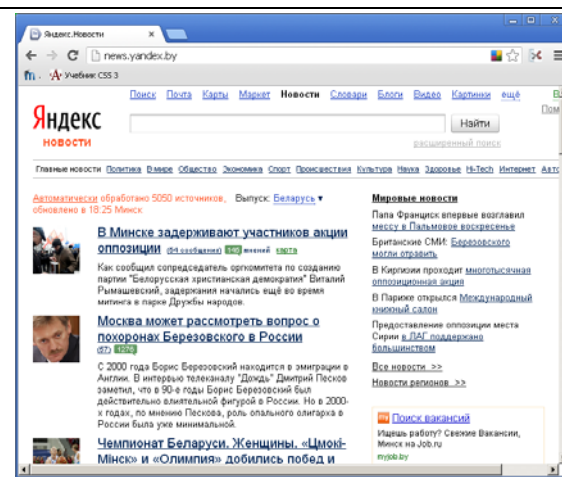 Яндекс.Новости
news.yandex.by
Учебник CSS 3
Поиск Почта Карты Маркет Новости Словари Блоги Видео Картинки ещё
Яндекс
Найти
новости
расширенный поиск
Главные новости Политика В мире Общество Экономика Спорт Происшествия Культура Наука Здоровье Hi-Tech Интернет Авто
Автоматически обработано 5050 источников, Выпуск: Беларусь ▼
обновлено в 18:25 Минск
В Минске задерживают участников акции
оппозиции (54 сообщения) 146 мнений карта
Как сообщил сопредседатель оргкомитета по созданию
партии "Белорусская христианская демократия" Виталий
Рымашевский, задержания начались ещё во время
митинга в парке Дружбы народов.
Москва может рассмотреть вопрос о
похоронах Березовского в России
(57) 1276
С 2000 года Борис Березовский находится в эмиграции в
Англии. В интервью телеканалу "Дождь" Дмитрий Песков
заметил, что в 90-е годы Борис Березовский был
действительно влиятельной фигурой в России. Но в 2000-
х годах, по мнению Пескова, роль опального олигарха в
России была уже минимальной.
Чемпионат Беларуси. Женщины. «Цмокі-
Мінск» и «Олимпия» добились побед и
Мировые новости
Папа Франциск впервые возглавил
мессу в Пальмовое воскресенье
Британские СМИ: Березовского
могли отравить
В Киргизии проходит многотысячная
оппозиционная акция
В Париже открылся Международный
книжный салон
Предоставление оппозиции места
Сирии в ЛАГ поддержано
большинством
Все новости >>
Новости регионов >>
Поиск вакансий
Ищешь работу? Свежие Вакансии,
Минск на Job.ru
myjob.by